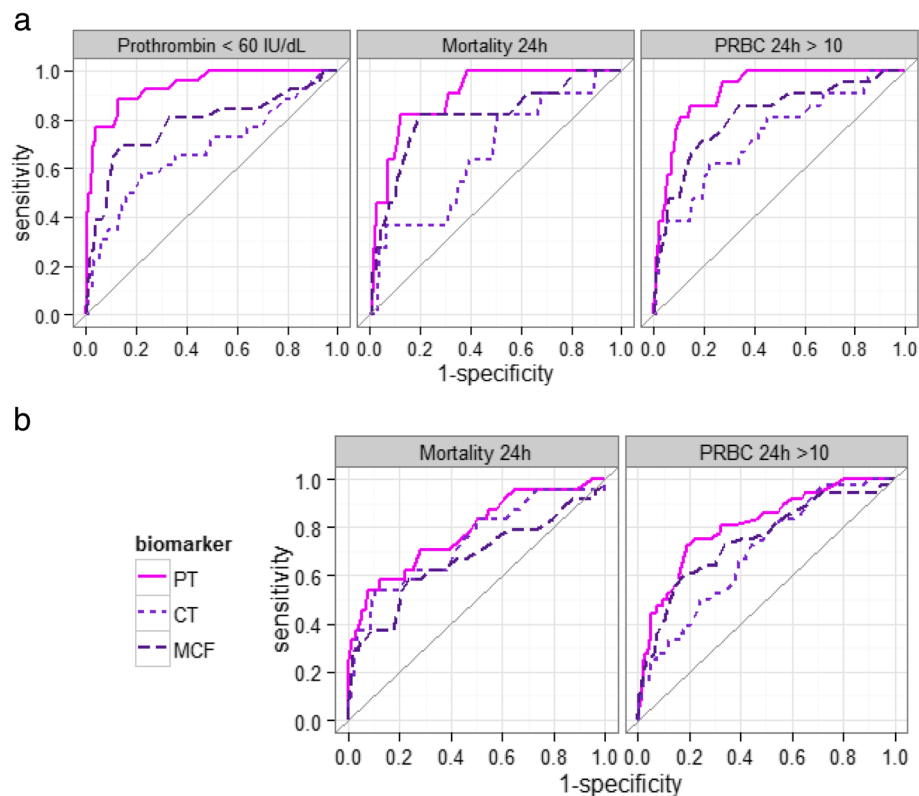 a
Prothrombin < 60 IU/dL
Mortality 24h
PRBC 24h > 10
sensitivity
1.0
0.8
0.6
0.4
0.2
0.0
0.0 0.2 0.4 0.6 0.8 1.0
0.0 0.2 0.4 0.6 0.8 1.0
0.0 0.2 0.4 0.6 0.8 1.0
1-specificity
b
Mortality 24h
PRBC 24h >10
biomarker
PT
CT
MCF
sensitivity
1.0
0.8
0.6
0.4
0.2
0.0
0.0 0.2 0.4 0.6 0.8 1.0
0.0 0.2 0.4 0.6 0.8 1.0
1-specificity